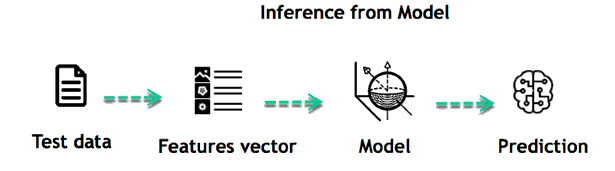 Inference from Model
Test data
Features vector
Model
Prediction